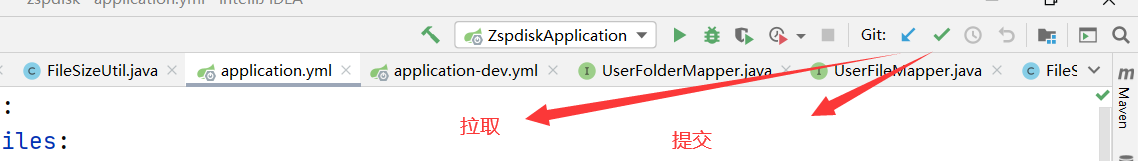 zspdisk - application.yml - IntelliJ IDEA
ZspdiskApplication
Git:
FileSizeUtil.java
application.yml
application-dev.yml
UserFolderMapper.java
UserFileMapper.java
FileS
m
Maven
:
iles:
拉取
提交